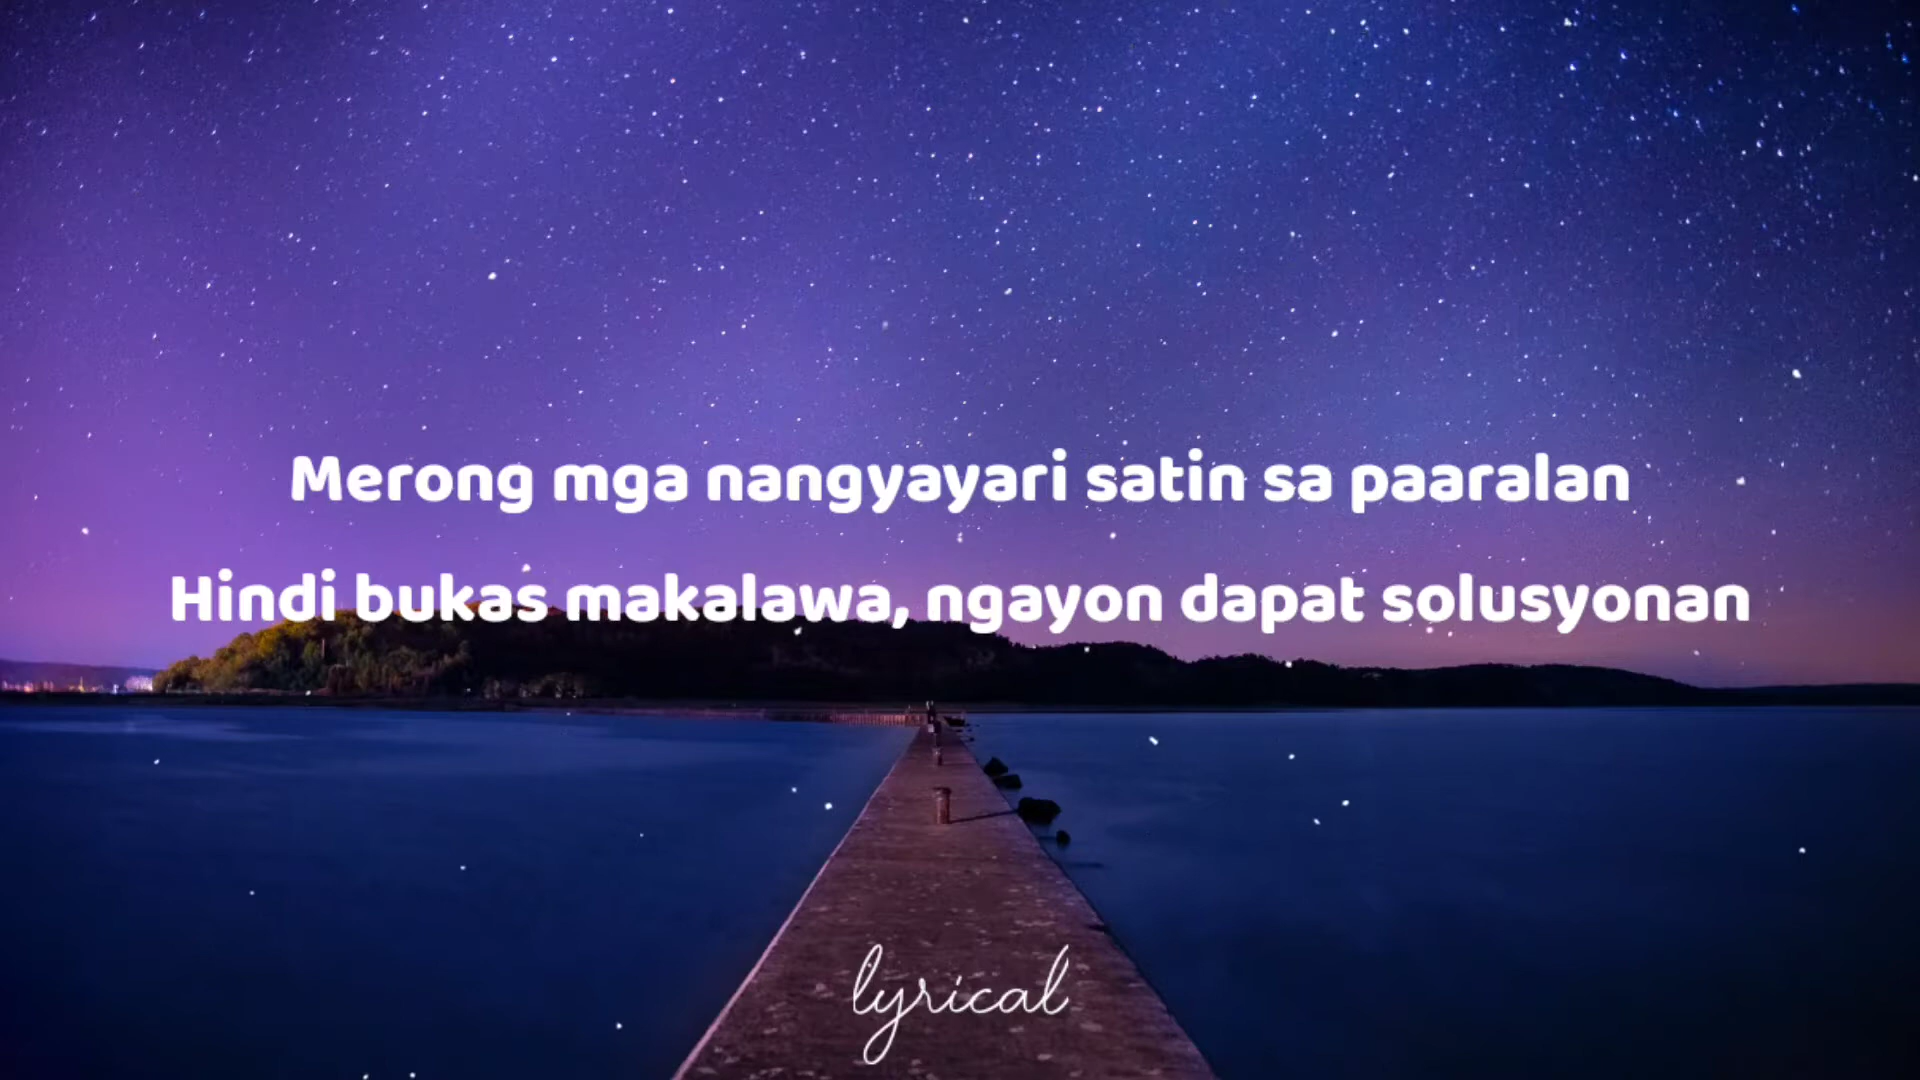 Merong mga nangyayari satin sa paaralan
Hindi bukas makalawa, ngayon dapat solusyonan
lyrical